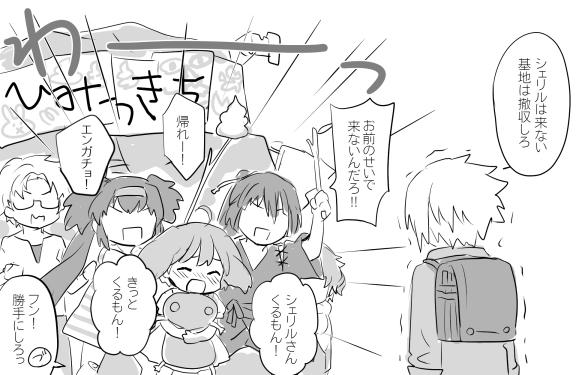 わーーーっ
ひみつきち
シェリルは来ない
基地は撤収しろ
お前のせいで
来ないんだろ!!
帰れー!
エンガチョ!
きっと
くるもん!
シェリルさん
くるもん!
フン!
勝手にしろっ